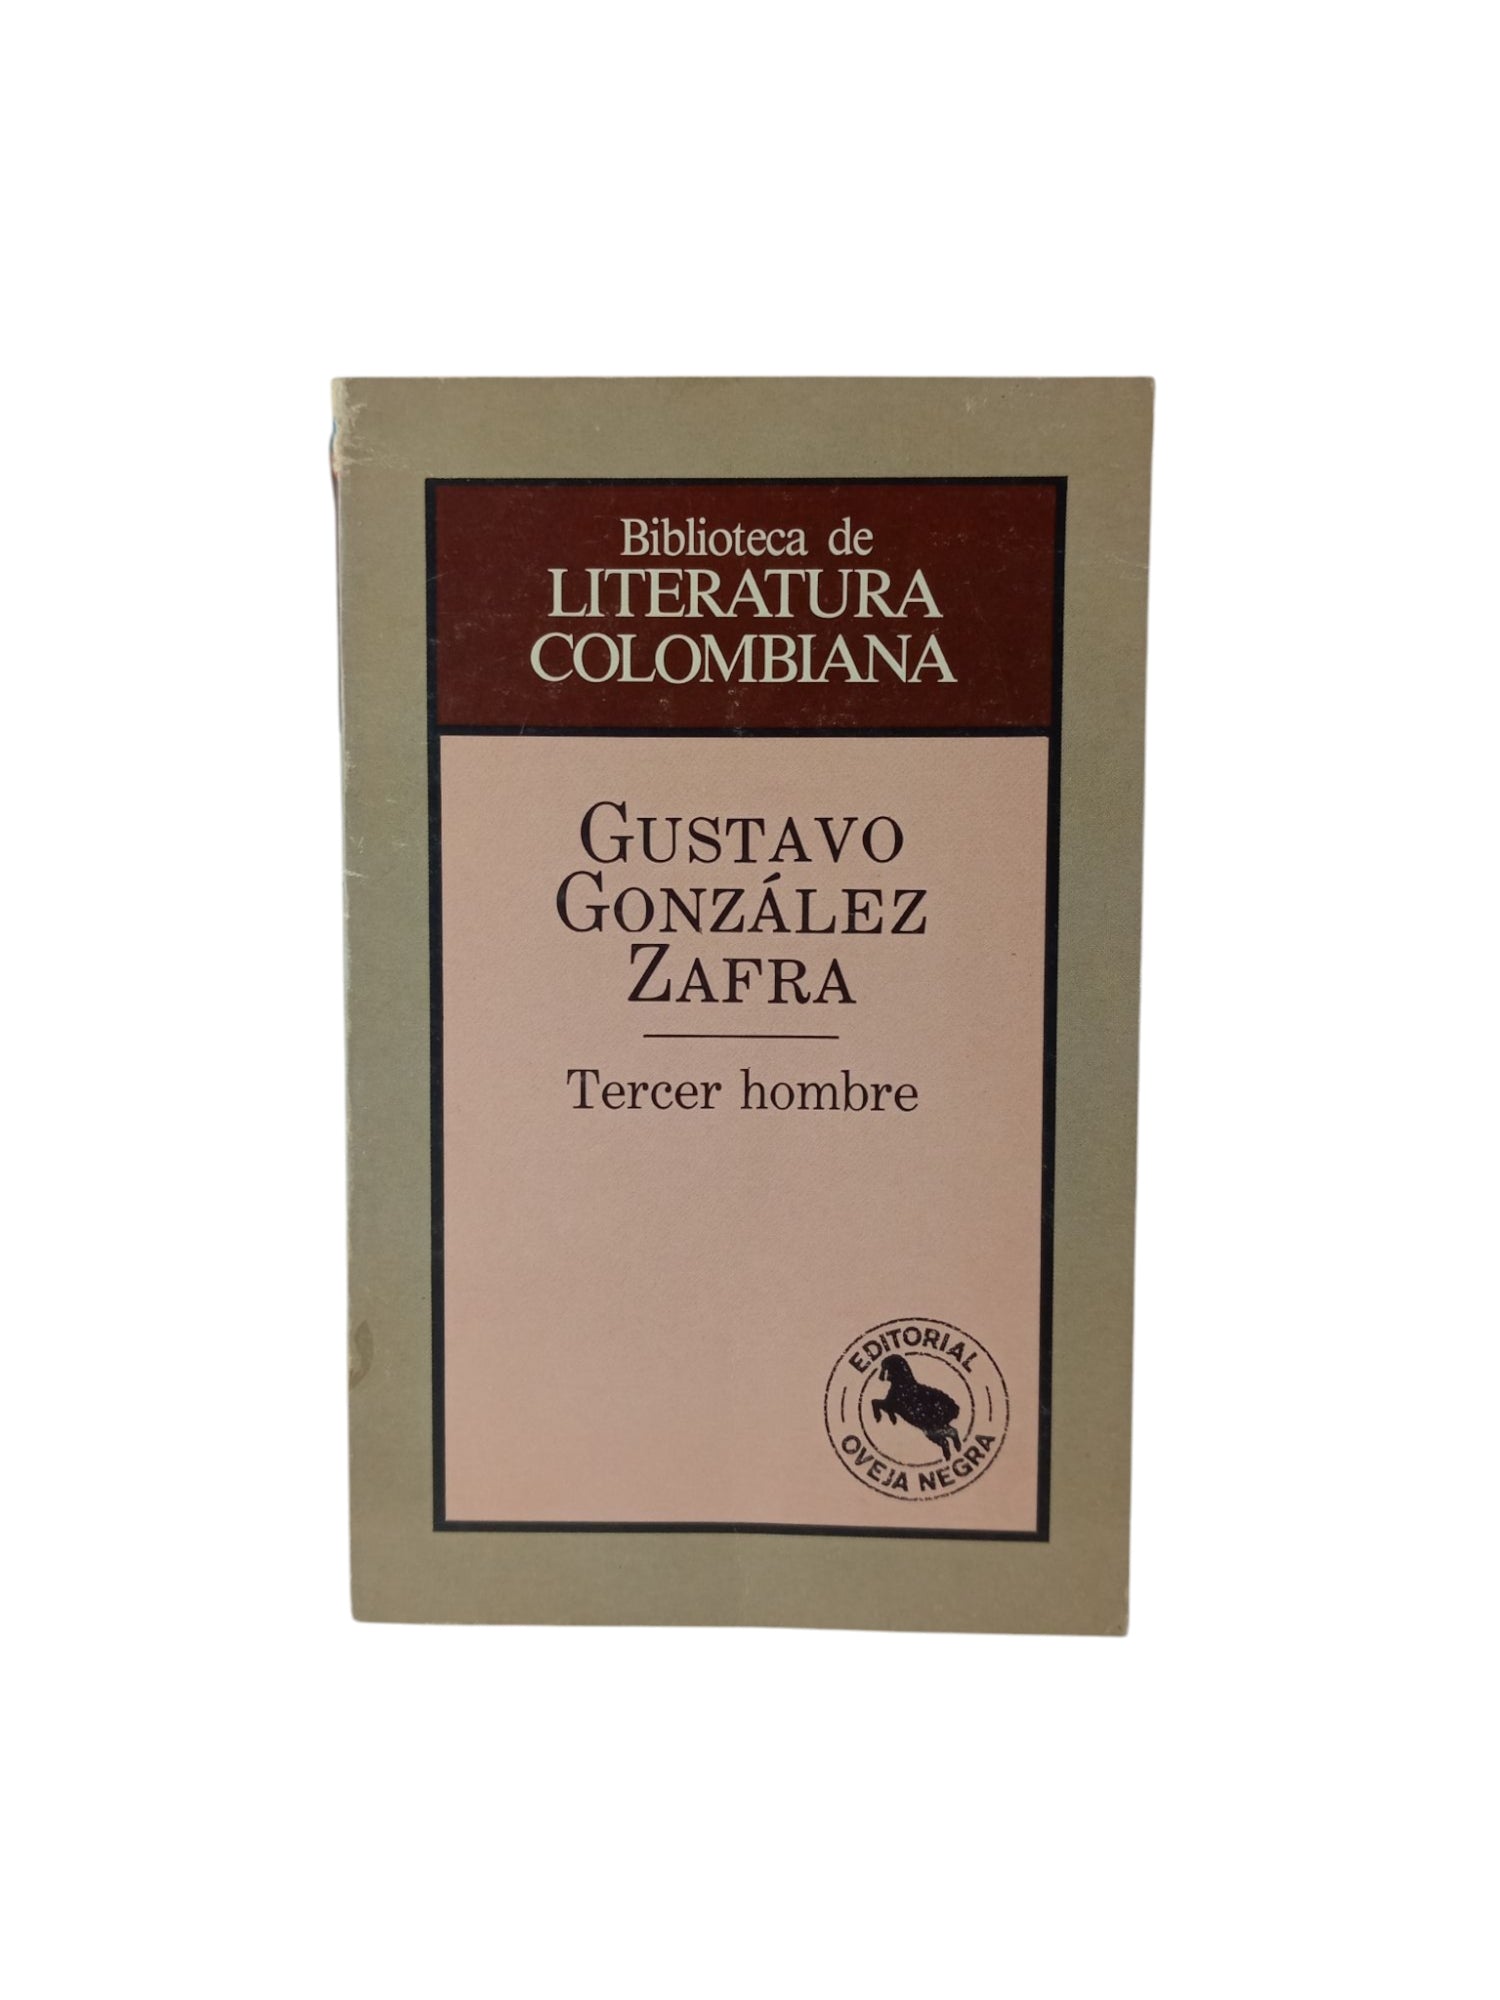 Biblioteca de
LITERATURA
COLOMBIANA
GUSTAVO
GONZÁLEZ
ZAFRA
Tercer hombre
EDITORIAL
OVEJA NEGRA